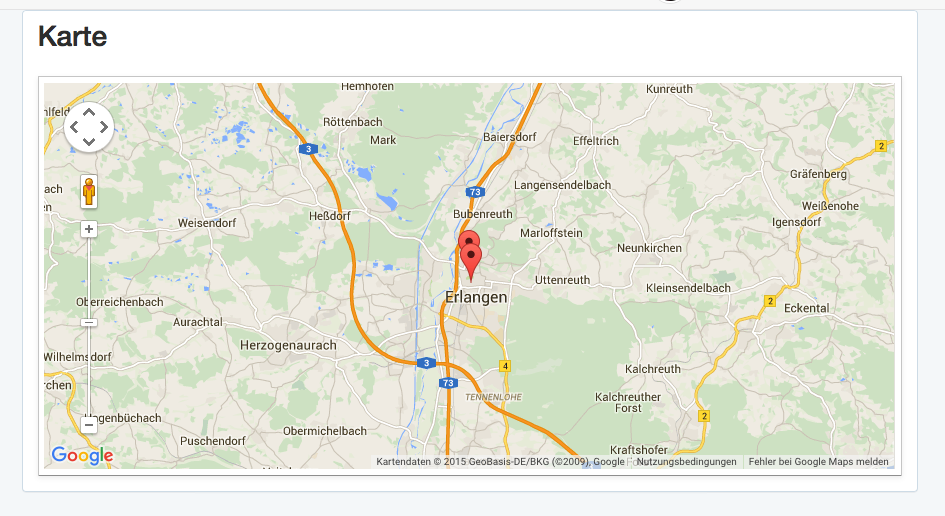 Karte
Hemhofen
Kunreuth
Röttenbach
Mark
Baiersdorf
Effeltrich
3
2
73
Langensendelbach
Gräfenberg
Weisendorf
Heßdorf
Bubenreuth
Weißenohe
Igensdorf
Marloffstein
Neunkirchen
Uttenreuth
Kleinsendelbach
Erlangen
2
Eckental
Oberreichenbach
Aurachtal
Herzogenaurach
Wilhelmsdorf
3
4
73
Kalchreuth
TENNENLOHE
Kalchreuther
Forst
2
Hagenbüchach
Obermichelbach
Puschendorf
Kraftshofer
Google
Kartendaten © 2015 GeoBasis-DE/BKG (©2009), Google
Nutzungsbedingungen
Fehler bei Google Maps melden